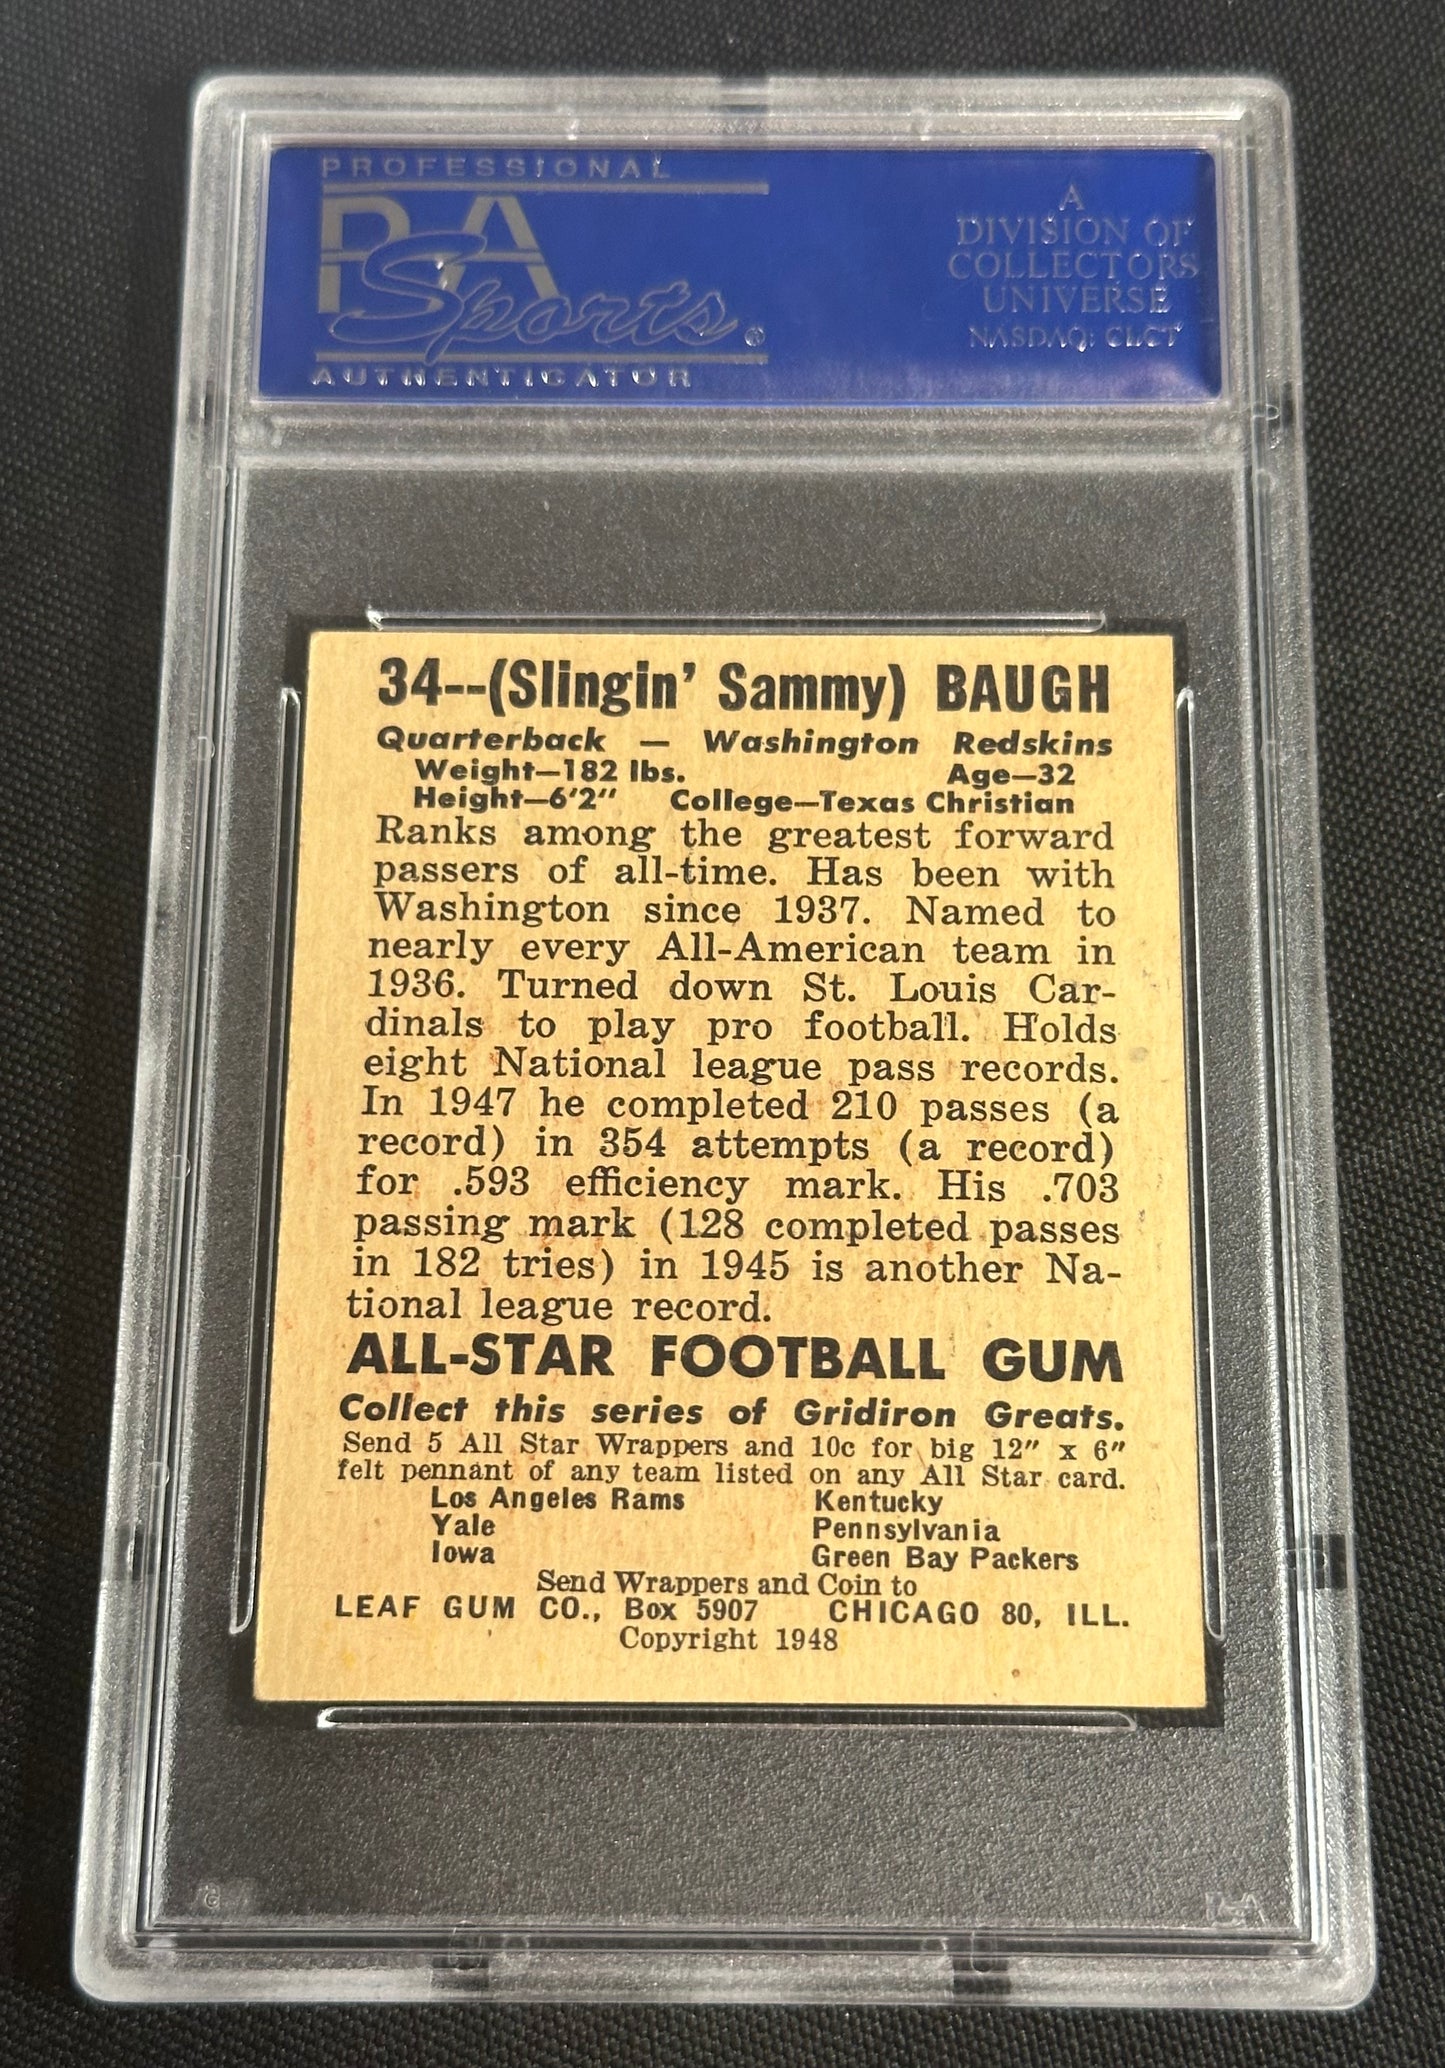 PROFESSIONAL
PSA
Sports®
AUTHENTICATOR
A
DIVISION OF
COLLECTORS
UNIVERSE
NASDAQ: CLCT
34--(Slingin' Sammy) BAUGH
Quarterback — Washington Redskins
Weight—182 lbs. Age—32
Height—6'2" College—Texas Christian
Ranks among the greatest forward
passers of all-time. Has been with
Washington since 1937. Named to
nearly every All-American team in
1936. Turned down St. Louis Car-
dinals to play pro football. Holds
eight National league pass records.
In 1947 he completed 210 passes (a
record) in 354 attempts (a record)
for .593 efficiency mark. His .703
passing mark (128 completed passes
in 182 tries) in 1945 is another Na-
tional league record.
ALL-STAR FOOTBALL GUM
Collect this series of Gridiron Greats.
Send 5 All Star Wrappers and 10c for big 12" x 6"
felt pennant of any team listed on any All Star card.
Los Angeles Rams Kentucky
Yale Pennsylvania
Iowa Green Bay Packers
Send Wrappers and Coin to
LEAF GUM CO., Box 5907 CHICAGO 80, ILL.
Copyright 1948